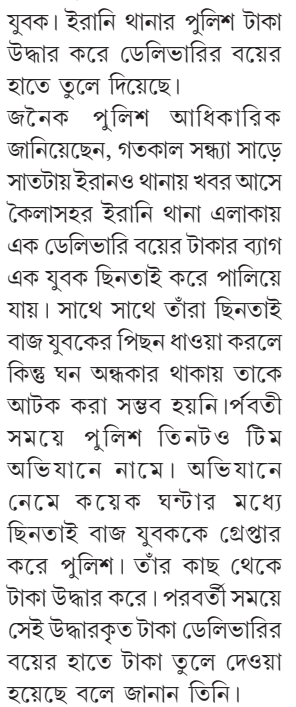 যুবক। ইরানি থানার পুলিশ টাকা
উদ্ধার করে ডেলিভারির বয়ের
হাতে তুলে দিয়েছে।
জনৈক পুলিশ আধিকারিক
জানিয়েছেন, গতকাল সন্ধ্যা সাড়ে
সাতটায় ইরানও থানায় খবর আসে
কৈলাসহর ইরানি থানা এলাকায়
এক ডেলিভারি বয়ের টাকার ব্যাগ
এক যুবক ছিনতাই করে পালিয়ে
যায়। সাথে সাথে তাঁরা ছিনতাই
বাজ যুবকের পিছন ধাওয়া করলে
কিন্তু ঘন অন্ধকার থাকায় তাকে
আটক করা সম্ভব হয়নি।র্পবতী
সময়ে পুলিশ তিনটও টিম
অভিযানে নামে। অভিযানে
নেমে কয়েক ঘন্টার মধ্যে
ছিনতাই বাজ যুবককে গ্রেপ্তার
করে পুলিশ। তাঁর কাছ থেকে
টাকা উদ্ধার করে। পরবর্তী সময়ে
সেই উদ্ধারকৃত টাকা ডেলিভারির
বয়ের হাতে টাকা তুলে দেওয়া
হয়েছে বলে জানান তিনি।